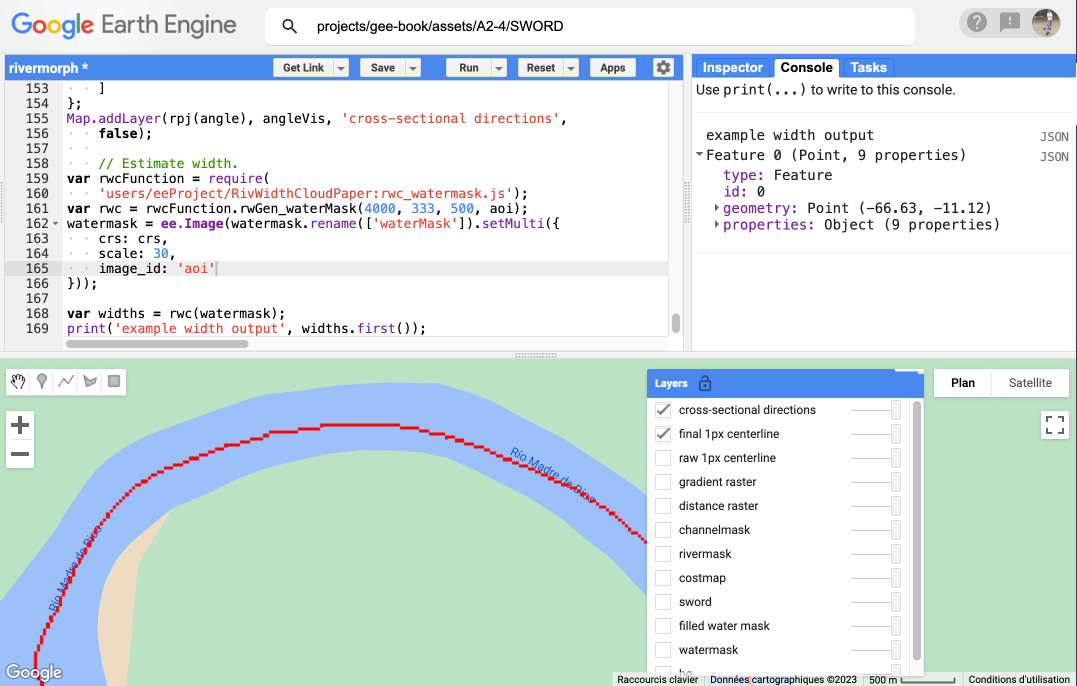 Google Earth Engine
projects/gee-book/assets/A2-4/SWORD
rivermorph *
Get Link
Save
Run
Reset
Apps
153 ]
154 };
155 Map.addLayer(rpj(angle), angleVis, 'cross-sectional directions',
156 false);
157
158 // Estimate width.
159 var rwcFunction = require(
160 'users/eeProject/RivWidthCloudPaper:rwc_watermask.js');
161 var rwc = rwcFunction.rwGen_waterMask(4000, 333, 500, aoi);
162 watermask = ee.Image(watermask.rename(['waterMask']).setMulti({
163 crs: crs,
164 scale: 30,
165 image_id: 'aoi'
166 }));
167
168 var widths = rwc(watermask);
169 print('example width output', widths.first());
Inspector
Console
Tasks
Use print(...) to write to this console.
example width output
JSON
Feature 0 (Point, 9 properties)
JSON
type: Feature
id: 0
geometry: Point (-66.63, -11.12)
properties: Object (9 properties)
Río Madre de Dios
Río Madre de Dios
Layers
cross-sectional directions
final 1px centerline
raw 1px centerline
gradient raster
distance raster
channelmask
rivermask
costmap
sword
filled water mask
watermask
Plan
Satellite
Google
Raccourcis clavier
Données cartographiques ©2023
500 m
Conditions d'utilisation